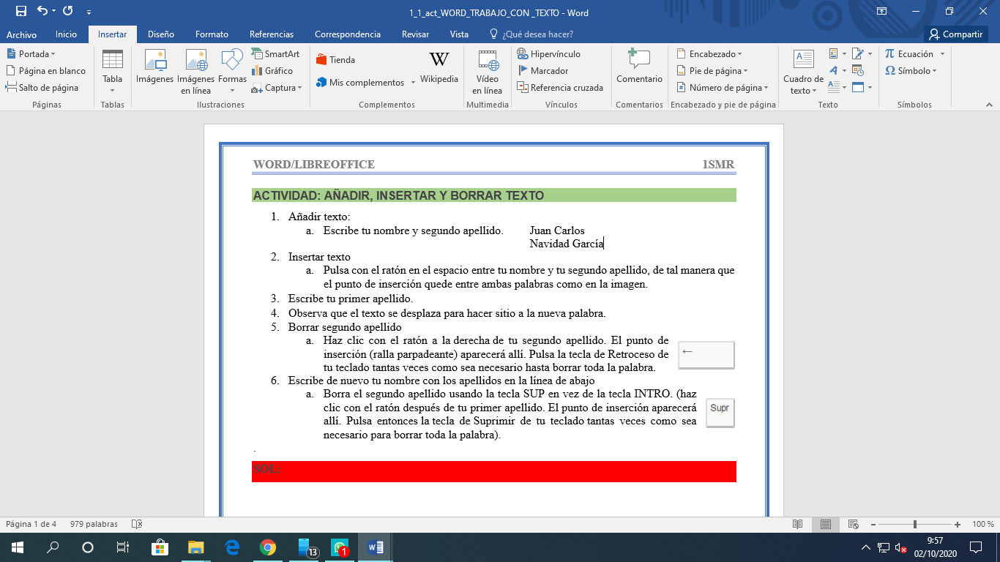 1_1_act_WORD_TRABAJO_CON _TEXTO - Word
Archivo Inicio Insertar Diseño Formato Referencias Correspondencia Revisar Vista ¿Qué desea hacer? Compartir
Portada
Página en blanco
Salto de página
Páginas
Tabla
Tablas
Imágenes
Imágenes en línea
Formas
SmartArt
Gráfico
Captura
Ilustraciones
Tienda
Mis complementos
W
Wikipedia
Complementos
Vídeo en línea
Multimedia
Hipervínculo
Marcador
Referencia cruzada
Vínculos
Comentario
Comentarios
Encabezado
Pie de página
Número de página
Encabezado y pie de página
Cuadro de texto
Texto
π Ecuación
Ω Símbolo
Símbolos
WORD/LIBREOFFICE 1SMR
ACTIVIDAD: AÑADIR, INSERTAR Y BORRAR TEXTO
1. Añadir texto:
a. Escribe tu nombre y segundo apellido. Juan Carlos
Navidad García
2. Insertar texto
a. Pulsa con el ratón en el espacio entre tu nombre y tu segundo apellido, de tal manera que
el punto de inserción quede entre ambas palabras como en la imagen.
3. Escribe tu primer apellido.
4. Observa que el texto se desplaza para hacer sitio a la nueva palabra.
5. Borrar segundo apellido
a. Haz clic con el ratón a la derecha de tu segundo apellido. El punto de
inserción (ralla parpadeante) aparecerá allí. Pulsa la tecla de Retroceso de
tu teclado tantas veces como sea necesario hasta borrar toda la palabra.
←
6. Escribe de nuevo tu nombre con los apellidos en la línea de abajo
a. Borra el segundo apellido usando la tecla SUP en vez de la tecla INTRO. (haz
clic con el ratón después de tu primer apellido. El punto de inserción aparecerá
allí. Pulsa entonces la tecla de Suprimir de tu teclado tantas veces como sea
necesario para borrar toda la palabra).
Supr
.
SOL:
Página 1 de 4 979 palabras 100 %
13
1
9:57
02/10/2020